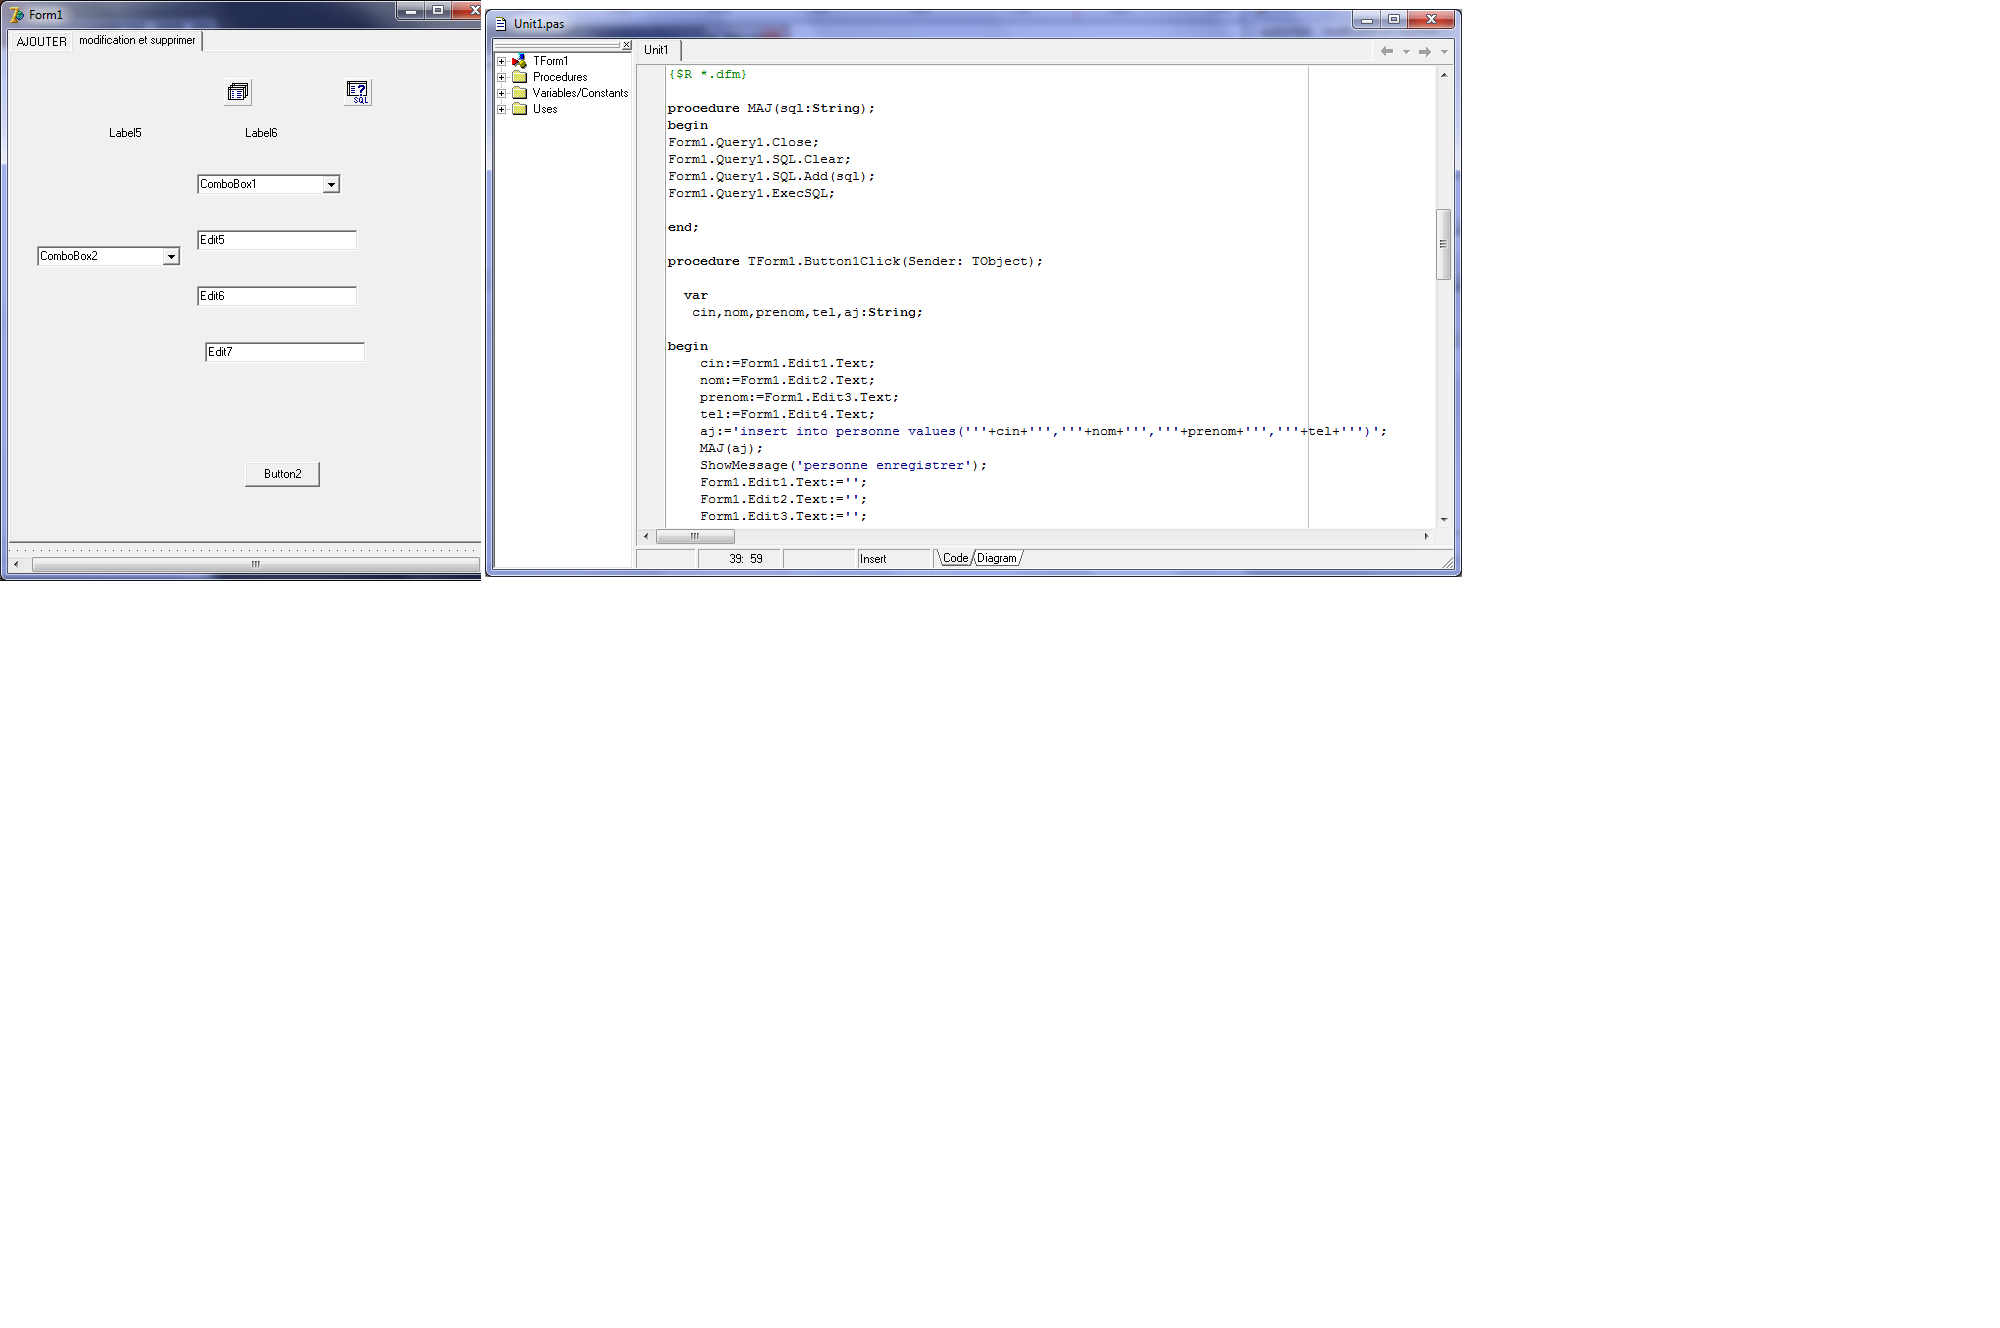 Form1
AJOUTER modification et supprimer
SQL
Label5 Label6
ComboBox1
Edit5
ComboBox2
Edit6
Edit7
Button2
Unit1.pas
TForm1
Procedures
Variables/Constants
Uses
Unit1
{$R *.dfm}
procedure MAJ(sql:String);
begin
Form1.Query1.Close;
Form1.Query1.SQL.Clear;
Form1.Query1.SQL.Add(sql);
Form1.Query1.ExecSQL;
end;
procedure TForm1.Button1Click(Sender: TObject);
var
cin,nom,prenom,tel,aj:String;
begin
cin:=Form1.Edit1.Text;
nom:=Form1.Edit2.Text;
prenom:=Form1.Edit3.Text;
tel:=Form1.Edit4.Text;
aj:='insert into personne values('''+cin+''','''+nom+''','''+prenom+''','''+tel+''')';
MAJ(aj);
ShowMessage('personne enregistrer');
Form1.Edit1.Text:='';
Form1.Edit2.Text:='';
Form1.Edit3.Text:='';
39: 59 Insert Code Diagram